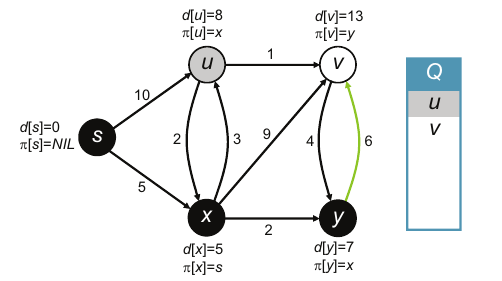 d[u]=8
π[u]=x
d[v]=13
π[v]=y
u
1
v
Q
u
v
10
d[s]=0
π[s]=NIL
s
2
3
9
4
6
5
x
2
y
d[x]=5
π[x]=s
d[y]=7
π[y]=x